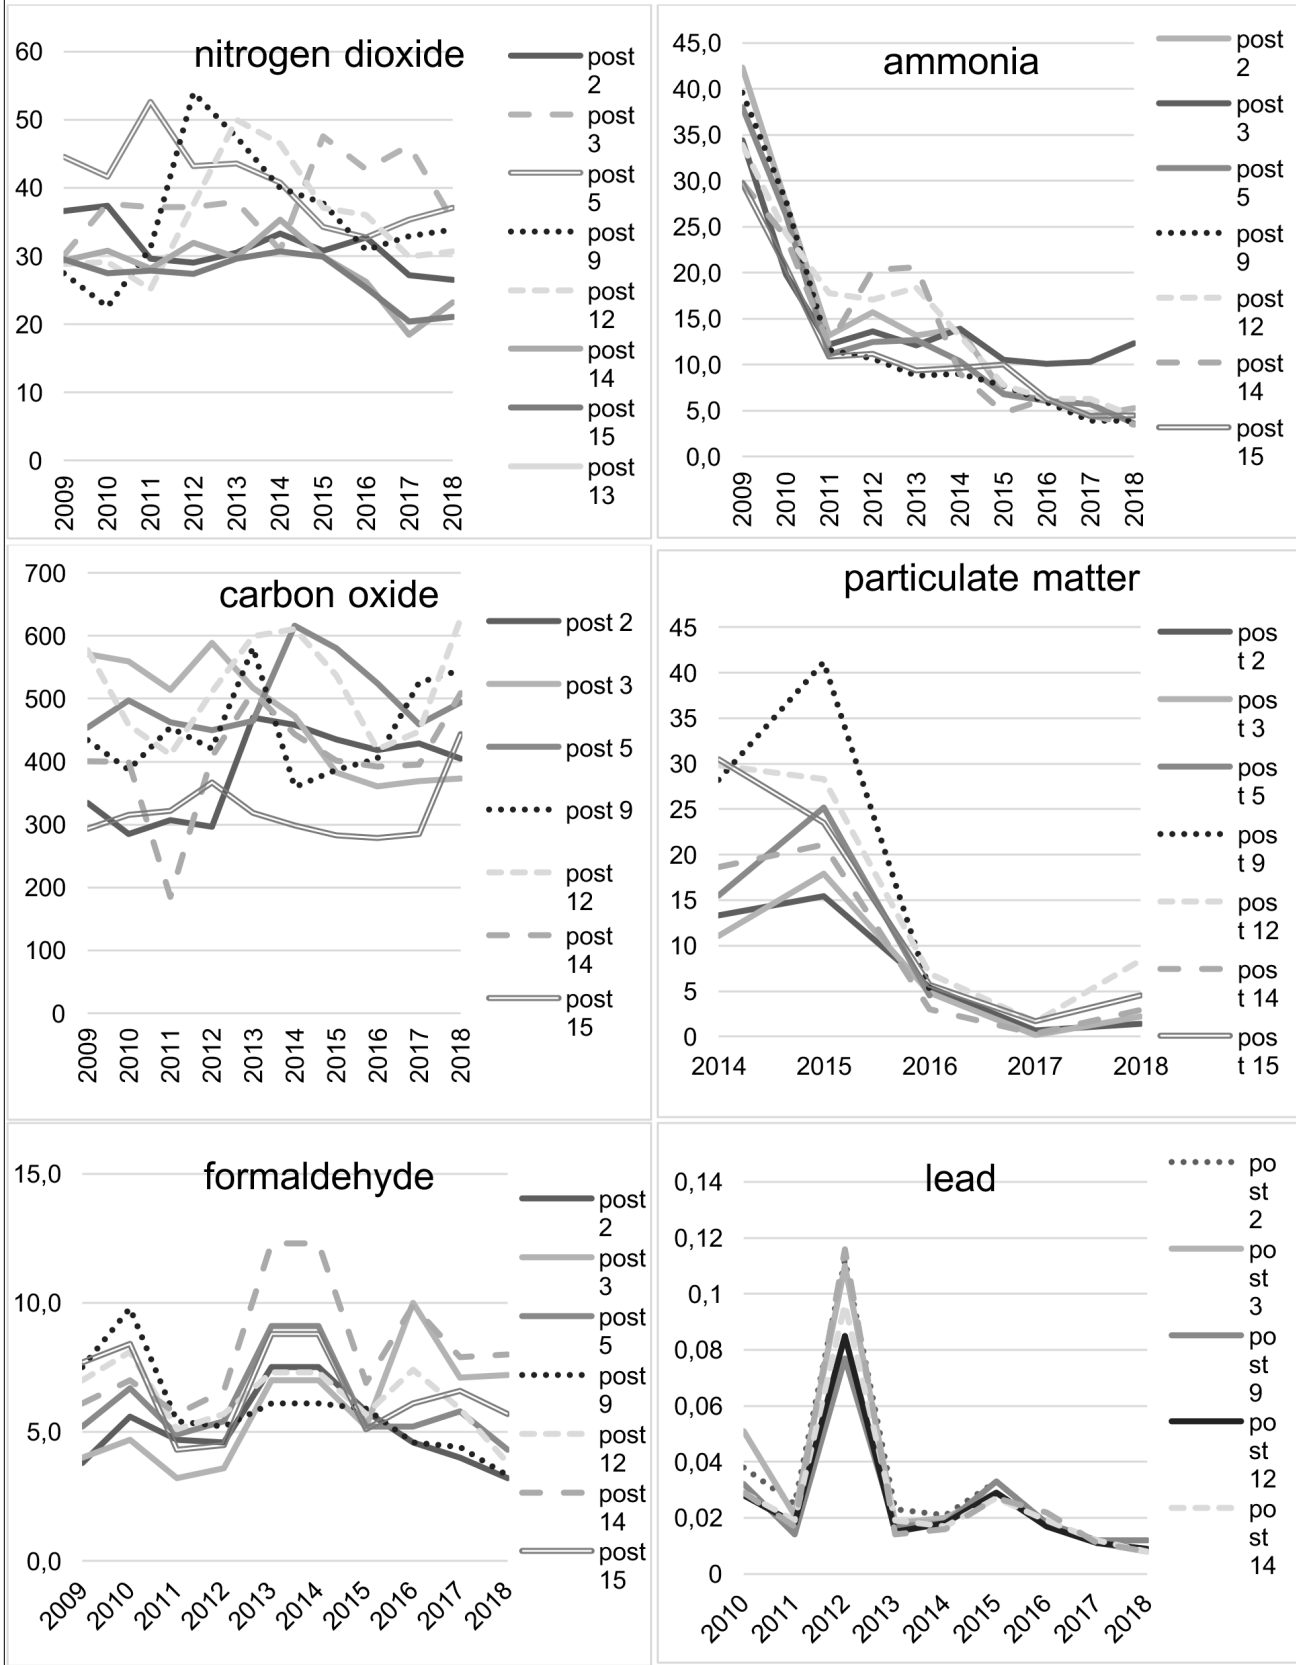 nitrogen dioxide
60
50
40
30
20
10
0
2009
2010
2011
2012
2013
2014
2015
2016
2017
2018
post
2
post
3
post
5
post
9
post
12
post
14
post
15
post
13
ammonia
45,0
40,0
35,0
30,0
25,0
20,0
15,0
10,0
5,0
0,0
2009
2010
2011
2012
2013
2014
2015
2016
2017
2018
post
2
post
3
post
5
post
9
post
12
post
14
post
15
carbon oxide
700
600
500
400
300
200
100
0
2009
2010
2011
2012
2013
2014
2015
2016
2017
2018
post 2
post 3
post 5
post 9
post
12
post
14
post
15
particulate matter
45
40
35
30
25
20
15
10
5
0
2014 2015 2016 2017 2018
pos
t 2
pos
t 3
pos
t 5
pos
t 9
pos
t 12
pos
t 14
pos
t 15
formaldehyde
15,0
10,0
5,0
0,0
2009
2010
2011
2012
2013
2014
2015
2016
2017
2018
post
2
post
3
post
5
post
9
post
12
post
14
post
15
lead
0,14
0,12
0,1
0,08
0,06
0,04
0,02
0
2010
2011
2012
2013
2014
2015
2016
2017
2018
po
st
2
po
st
3
po
st
9
po
st
12
po
st
14